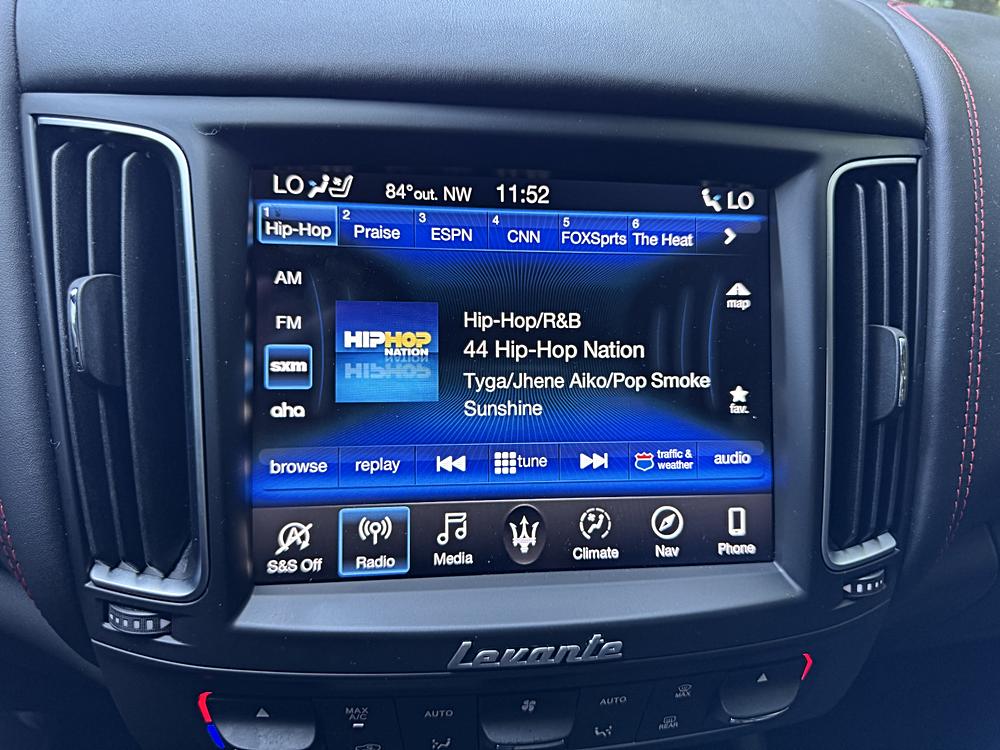 LO 84° out. NW 11:52 LO
1 Hip-Hop 2 Praise 3 ESPN 4 CNN 5 FOXSprts 6 The Heat
AM
map
FM
HIPHOP
NATION
Hip-Hop/R&B
44 Hip-Hop Nation
sxm
Tyga/Jhene Aiko/Pop Smoke
fav.
aha
Sunshine
browse replay tune traffic & weather audio
S&S Off Radio Media Climate Nav Phone
Levante
MAX A/C AUTO AUTO MAX
REAR